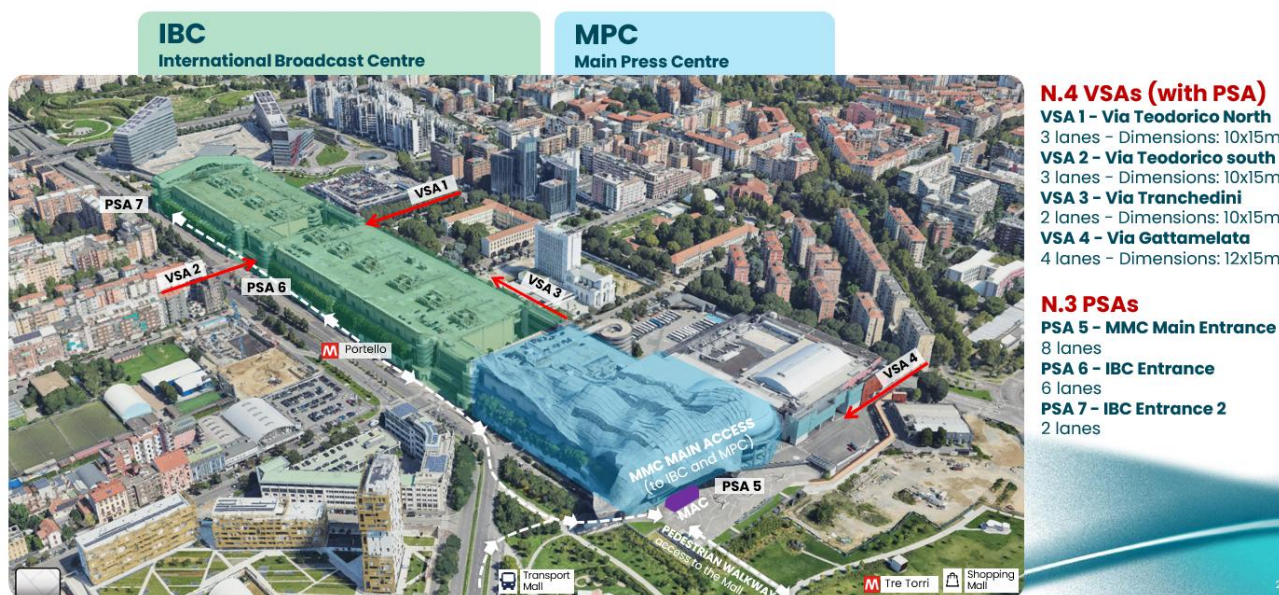 IBC
International Broadcast Centre
MPC
Main Press Centre
N.4 VSAs (with PSA)
VSA 1 - Via Teodorico North
3 lanes - Dimensions: 10x15m
VSA 2 - Via Teodorico south
3 lanes - Dimensions: 10x15m
VSA 3 - Via Tranchedini
2 lanes - Dimensions: 10x15m
VSA 4 - Via Gattamelata
4 lanes - Dimensions: 12x15m
N.3 PSAs
PSA 5 - MMC Main Entrance
8 lanes
PSA 6 - IBC Entrance
6 lanes
PSA 7 - IBC Entrance 2
2 lanes
VSA 1
PSA 7
VSA 2
PSA 6
VSA 3
M Portello
VSA 4
MMC MAIN ACCESS
(to IBC and MPC)
PSA 5
MAC
PEDESTRIAN WALKWAY
access to the Mall
Transport
Mall
M Tre Torri
Shopping
Mall